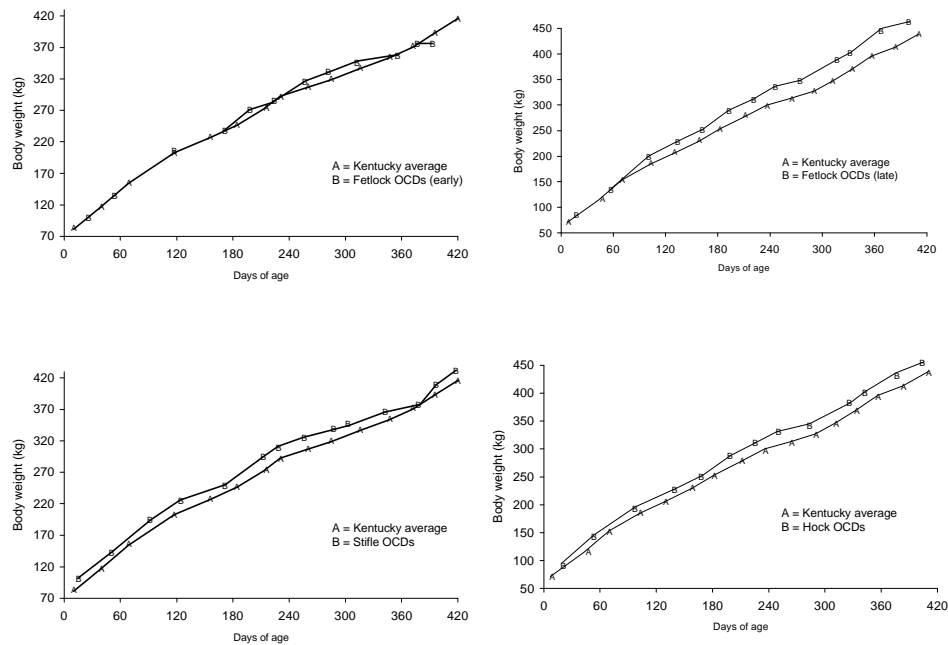 420
370
320
270
220
170
120
70
Body weight (kg)
A = Kentucky average
B = Fetlock OCDs (early)
0 60 120 180 240 300 360 420
Days of age
450
400
350
300
250
200
150
100
50
Body weight (kg)
A = Kentucky average
B = Fetlock OCDs (late)
0 60 120 180 240 300 360 420
Days of age
420
370
320
270
220
170
120
70
Body weight (kg)
A = Kentucky average
B = Stifle OCDs
0 60 120 180 240 300 360 420
Days of age
450
400
350
300
250
200
150
100
50
Body weight (kg)
A = Kentucky average
B = Hock OCDs
0 60 120 180 240 300 360 420
Days of age